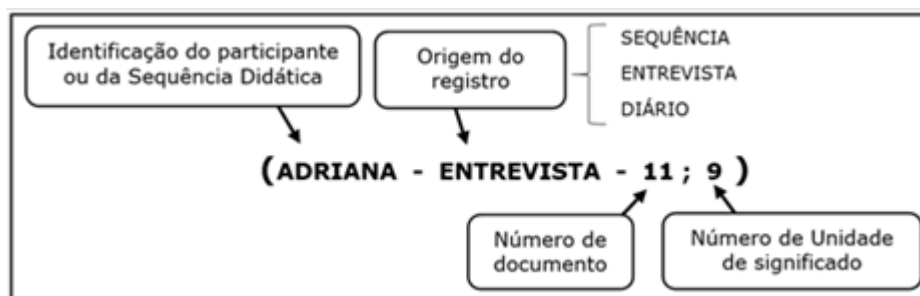 Identificação do participante
ou da Sequência Didática
Origem do
registro
SEQUÊNCIA
ENTREVISTA
DIÁRIO
(ADRIANA - ENTREVISTA - 11 ; 9 )
Número de
documento
Número de Unidade
de significado